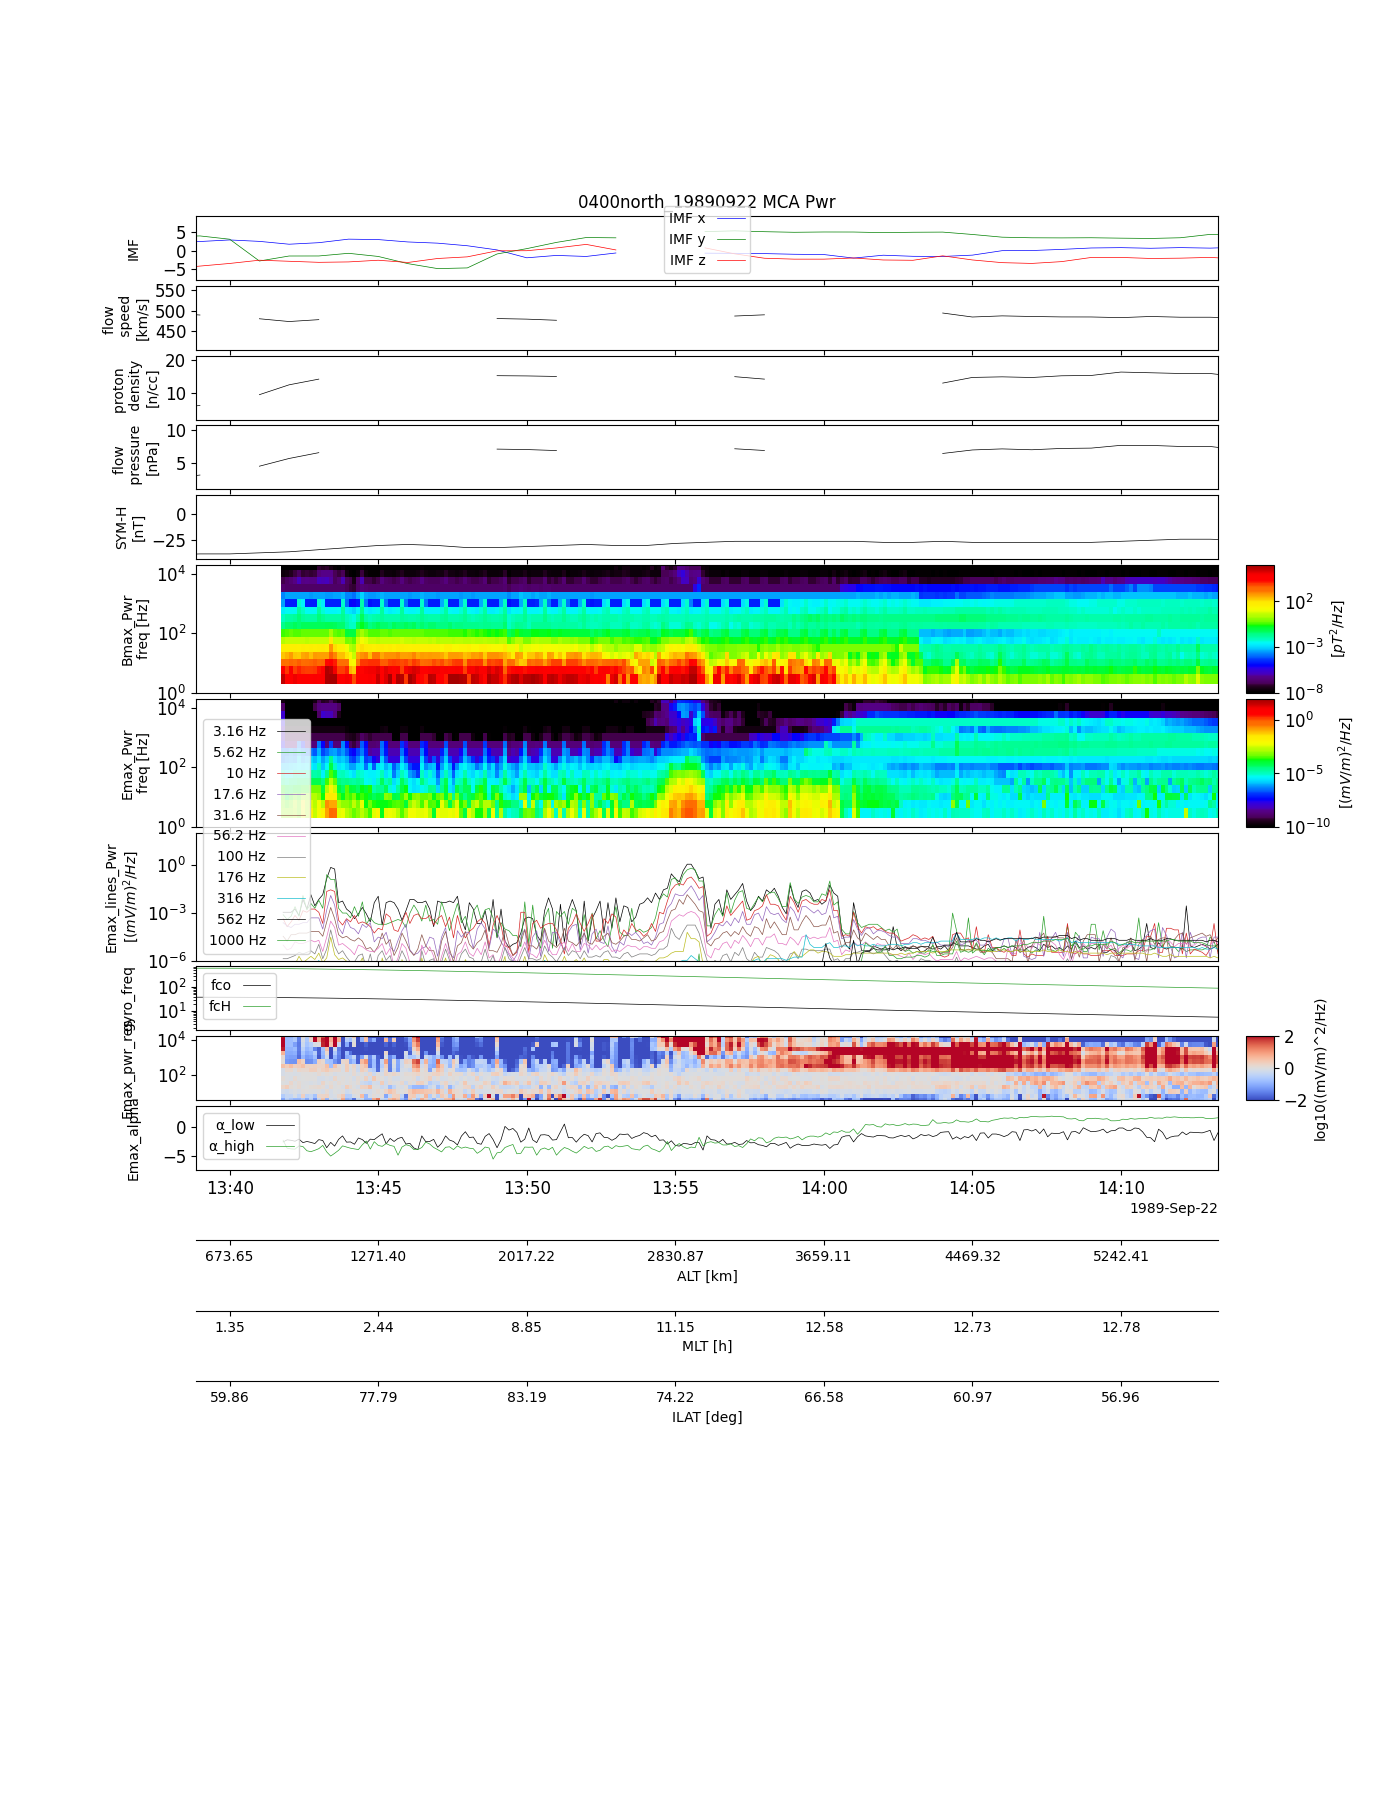 0400north_19890922 MCA Pwr
IMF
5
0
−5
IMF x
IMF y
IMF z
flow
speed
[km/s]
550
500
450
proton
density
[n/cc]
20
10
flow
pressure
[nPa]
10
5
SYM-H
[nT]
0
−25
Bmax_Pwr
freq [Hz]
10^4
10^2
10^0
10^2
10^-3
10^-8
[pT^2/Hz]
Emax_Pwr
freq [Hz]
10^4
10^2
10^0
10^0
10^-5
10^-10
[(mV/m)^2/Hz]
3.16 Hz
5.62 Hz
10 Hz
17.6 Hz
31.6 Hz
56.2 Hz
100 Hz
176 Hz
316 Hz
562 Hz
1000 Hz
Emax_lines_Pwr
[(mV/m)^2/Hz]
10^0
10^-3
10^-6
gyro_freq
10^2
10^1
fco
fcH
Emax_pwr_reg
10^4
10^2
2
0
−2
log10((mV/m)^2/Hz)
Emax_alpha
0
−5
α_low
α_high
13:40 13:45 13:50 13:55 14:00 14:05 14:10
1989-Sep-22
673.65 1271.40 2017.22 2830.87 3659.11 4469.32 5242.41
ALT [km]
1.35 2.44 8.85 11.15 12.58 12.73 12.78
MLT [h]
59.86 77.79 83.19 74.22 66.58 60.97 56.96
ILAT [deg]